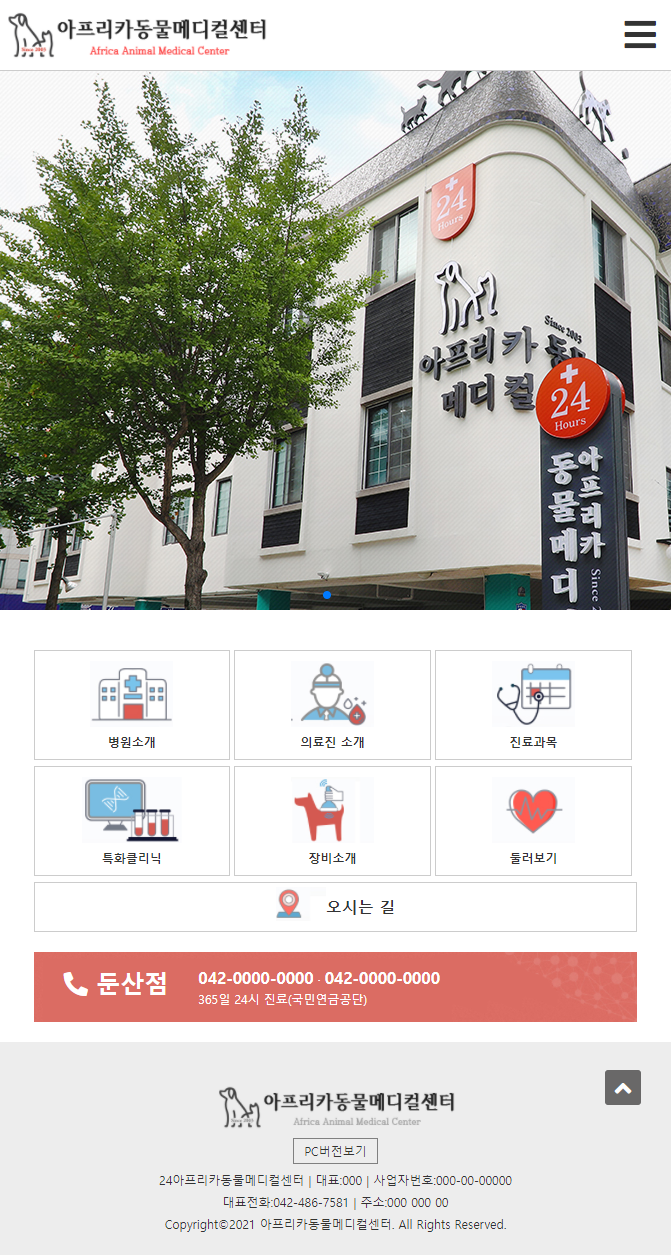 아프리카동물메디컬센터
Since 2005
Africa Animal Medical Center
24
Hours
Since 2005
아프리카 동
메디컬
24
Hours
아프리카
동물메디
Since 2
병원소개
의료진 소개
진료과목
특화클리닉
장비소개
둘러보기
오시는 길
둔산점
042-0000-0000 · 042-0000-0000
365일 24시 진료(국민연금공단)
아프리카동물메디컬센터
Since 2005
Africa Animal Medical Center
PC버전보기
24아프리카동물메디컬센터 | 대표:000 | 사업자번호:000-00-00000
대표전화:042-486-7581 | 주소:000 000 00
Copyright©2021 아프리카동물메디컬센터. All Rights Reserved.